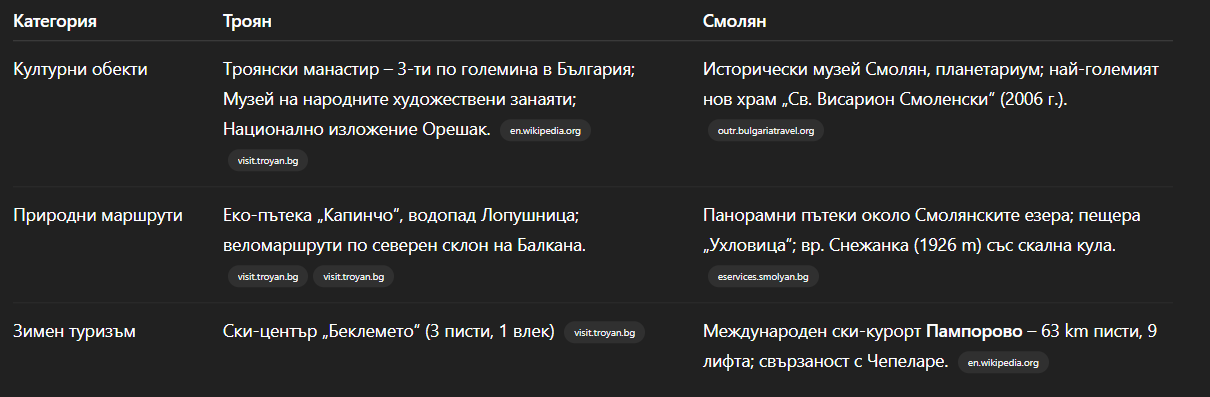 Категория Троян Смолян
Културни обекти
Троянски манастир – 3-ти по големина в България;
Музей на народните художествени занаяти;
Национално изложение Орешак. en.wikipedia.org
visit.troyan.bg
Исторически музей Смолян, планетариум; най-големият
нов храм „Св. Висарион Смоленски“ (2006 г.).
outr.bulgariatravel.org
Природни маршрути
Еко-пътека „Капинчо“, водопад Лопушница;
веломаршрути по северен склон на Балкана.
visit.troyan.bg visit.troyan.bg
Панорамни пътеки около Смолянските езера; пещера
„Ухловица“; вр. Снежанка (1926 m) със скална кула.
eservices.smolyan.bg
Зимен туризъм
Ски-център „Беклемето“ (3 писти, 1 влек) visit.troyan.bg
Международен ски-курорт Пампорово – 63 km писти, 9
лифта; свързаност с Чепеларе. en.wikipedia.org